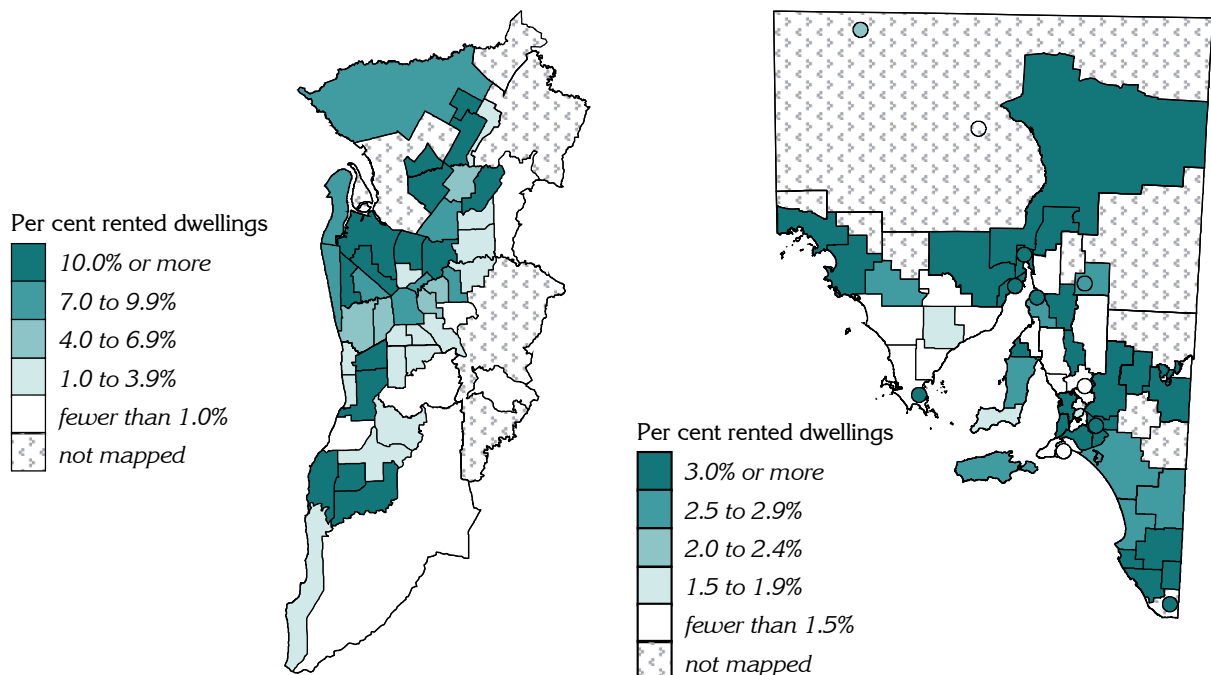 Per cent rented dwellings
10.0% or more
7.0 to 9.9%
4.0 to 6.9%
1.0 to 3.9%
fewer than 1.0%
not mapped
Per cent rented dwellings
3.0% or more
2.5 to 2.9%
2.0 to 2.4%
1.5 to 1.9%
fewer than 1.5%
not mapped